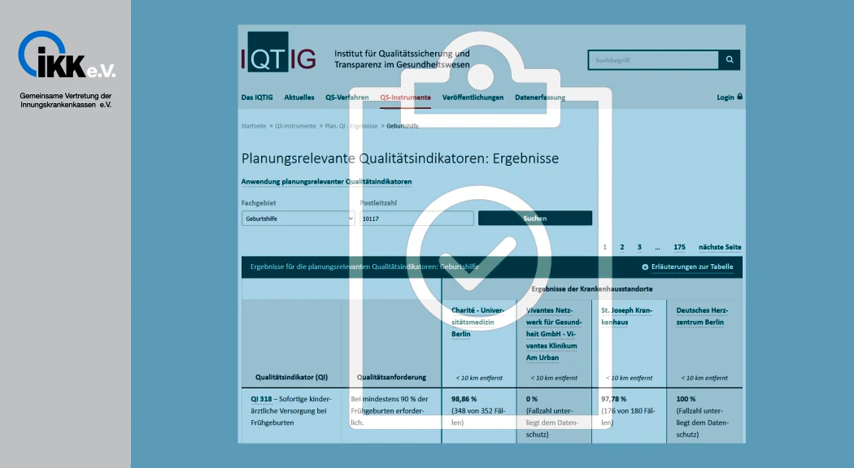 iKK e.V.
Gemeinsame Vertretung der
Innungskrankenkassen e.V.
IQTIG
Institut für Qualitätssicherung und
Transparenz im Gesundheitswesen
Suchbegriff
Das IQTIG Aktuelles QS-Verfahren QS-Instrumente Veröffentlichungen Datenerfassung Login
Startseite » QS-Instrumente » Plan. QI - Ergebnisse » Geburtshilfe
Planungsrelevante Qualitätsindikatoren: Ergebnisse
Anwendung planungsrelevanter Qualitätsindikatoren
Fachgebiet Postleitzahl
Geburtshilfe 10117 Suchen
1 2 3 ... 175 nächste Seite
Ergebnisse für die planungsrelevanten Qualitätsindikatoren: Geburtshilfe Erläuterungen zur Tabelle
Ergebnisse der Krankenhausstandorte
Charité - Univer- Vivantes Netz- St. Joseph Kran- Deutsches Herz-
sitätsmedizin werk für Gesund- kenhaus zentrum Berlin
Berlin heit GmbH - Vi-
vantes Klinikum
Am Urban
Qualitätsindikator (QI) Qualitätsanforderung < 10 km entfernt < 10 km entfernt < 10 km entfernt < 10 km entfernt
QI 318 – Sofortige kinder- Bei mindestens 90 % der 98,86 % 0 % 97,78 % 100 %
ärztliche Versorgung bei Frühgeburten erforder- (348 von 352 Fäl- (Fallzahl unter- (176 von 180 Fäl- (Fallzahl unter-
Frühgeburten lich. len) liegt dem Daten- len) liegt dem Daten-
schutz) schutz)